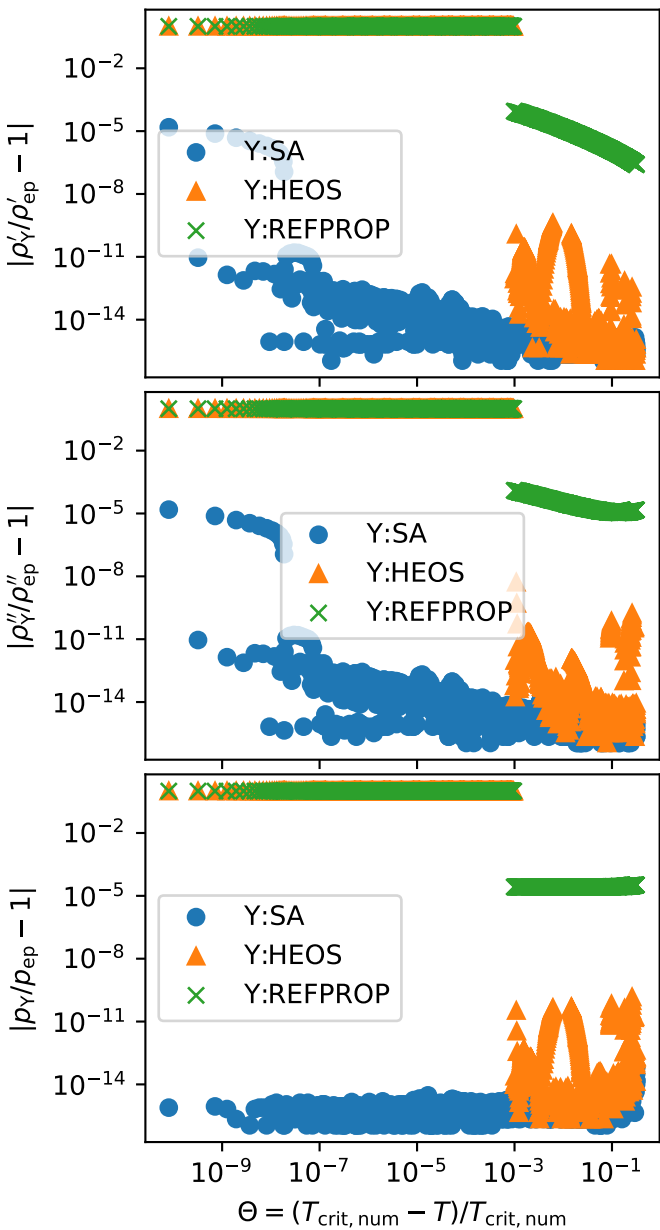 10⁻²
10⁻⁵
10⁻⁸
10⁻¹¹
10⁻¹⁴
|ρ′_Y/ρ′_ep − 1|
Y:SA
Y:HEOS
Y:REFPROP
10⁻²
10⁻⁵
10⁻⁸
10⁻¹¹
10⁻¹⁴
|ρ″_Y/ρ″_ep − 1|
Y:SA
Y:HEOS
Y:REFPROP
10⁻²
10⁻⁵
10⁻⁸
10⁻¹¹
10⁻¹⁴
|p_Y/p_ep − 1|
Y:SA
Y:HEOS
Y:REFPROP
10⁻⁹ 10⁻⁷ 10⁻⁵ 10⁻³ 10⁻¹
Θ = (T_crit, num − T)/T_crit, num